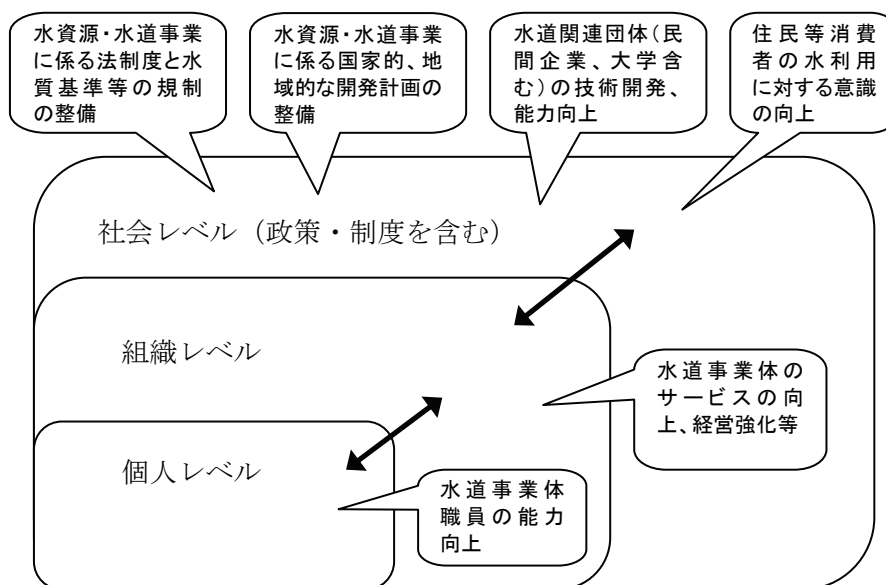 水資源・水道事業
に係る法制度と水
質基準等の規制
の整備
水資源・水道事業
に係る国家的、地
域的な開発計画の
整備
水道関連団体（民
間企業、大学含
む）の技術開発、
能力向上
住民等消費
者の水利用
に対する意識
の向上
社会レベル（政策・制度を含む）
組織レベル
水道事業体の
サービスの向
上、経営強化等
個人レベル
水道事業体
職員の能力
向上